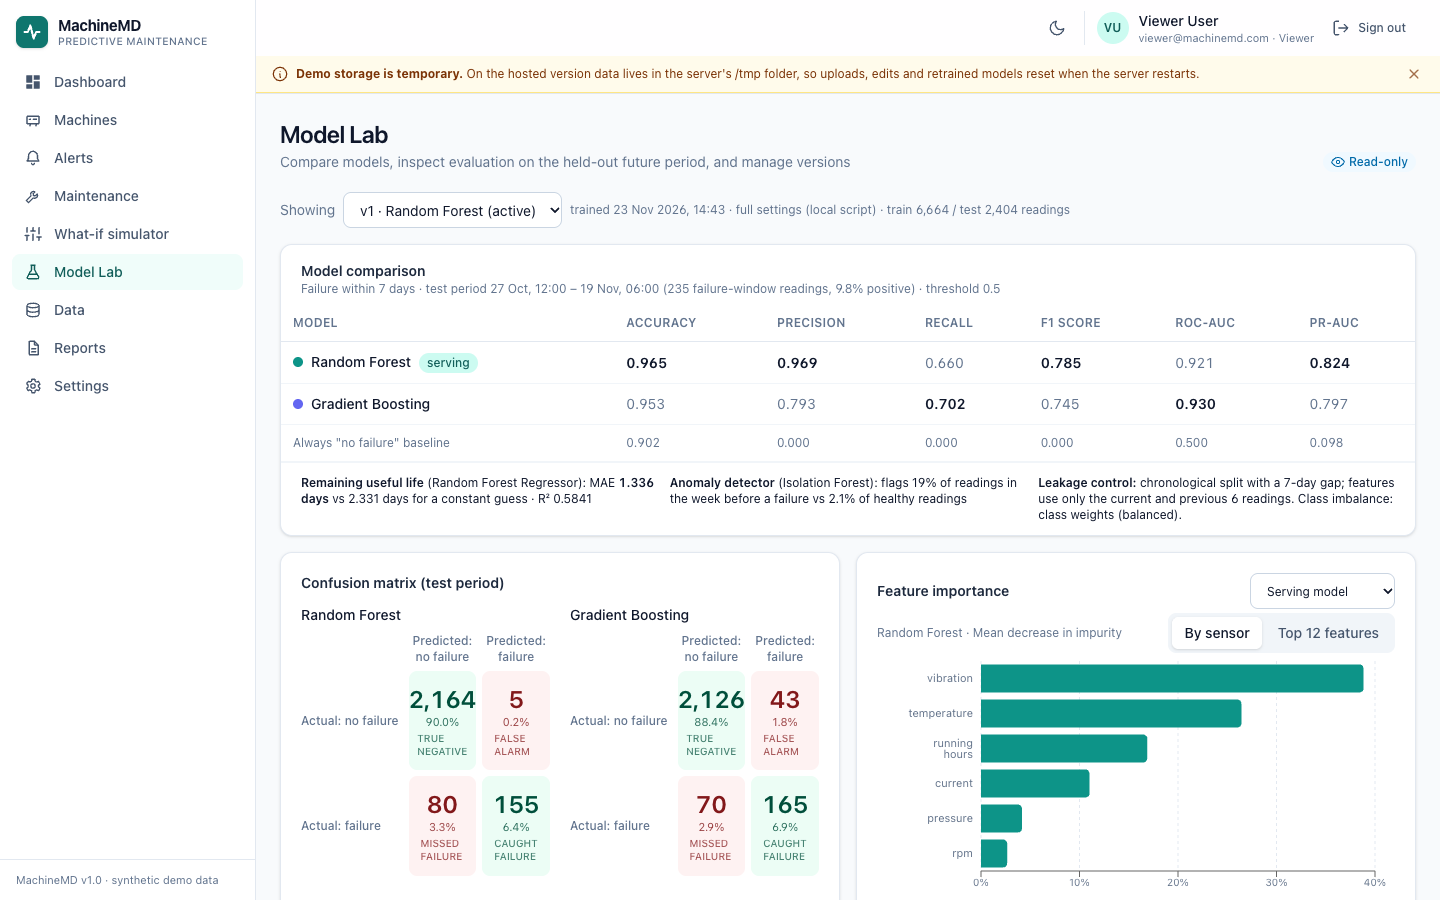 MachineMD
PREDICTIVE MAINTENANCE
Dashboard
Machines
Alerts
Maintenance
What-if simulator
Model Lab
Data
Reports
Settings
MachineMD v1.0 · synthetic demo data
VU
Viewer User
viewer@machinemd.com · Viewer
Sign out
Demo storage is temporary. On the hosted version data lives in the server's /tmp folder, so uploads, edits and retrained models reset when the server restarts.
Model Lab
Compare models, inspect evaluation on the held-out future period, and manage versions
Read-only
Showing v1 · Random Forest (active) trained 23 Nov 2026, 14:43 · full settings (local script) · train 6,664 / test 2,404 readings
Model comparison
Failure within 7 days · test period 27 Oct, 12:00 – 19 Nov, 06:00 (235 failure-window readings, 9.8% positive) · threshold 0.5
MODEL ACCURACY PRECISION RECALL F1 SCORE ROC-AUC PR-AUC
Random Forest serving 0.965 0.969 0.660 0.785 0.921 0.824
Gradient Boosting 0.953 0.793 0.702 0.745 0.930 0.797
Always "no failure" baseline 0.902 0.000 0.000 0.000 0.500 0.098
Remaining useful life (Random Forest Regressor): MAE 1.336
days vs 2.331 days for a constant guess · R² 0.5841
Anomaly detector (Isolation Forest): flags 19% of readings in
the week before a failure vs 2.1% of healthy readings
Leakage control: chronological split with a 7-day gap; features
use only the current and previous 6 readings. Class imbalance:
class weights (balanced).
Confusion matrix (test period)
Random Forest
Predicted: no failure
Predicted: failure
Actual: no failure
2,164
90.0%
TRUE
NEGATIVE
5
0.2%
FALSE
ALARM
Actual: failure
80
3.3%
MISSED
FAILURE
155
6.4%
CAUGHT
FAILURE
Gradient Boosting
Predicted: no failure
Predicted: failure
Actual: no failure
2,126
88.4%
TRUE
NEGATIVE
43
1.8%
FALSE
ALARM
Actual: failure
70
2.9%
MISSED
FAILURE
165
6.9%
CAUGHT
FAILURE
Feature importance
Serving model
Random Forest · Mean decrease in impurity
By sensor
Top 12 features
vibration
temperature
running
hours
current
pressure
rpm
0% 10% 20% 30% 40%